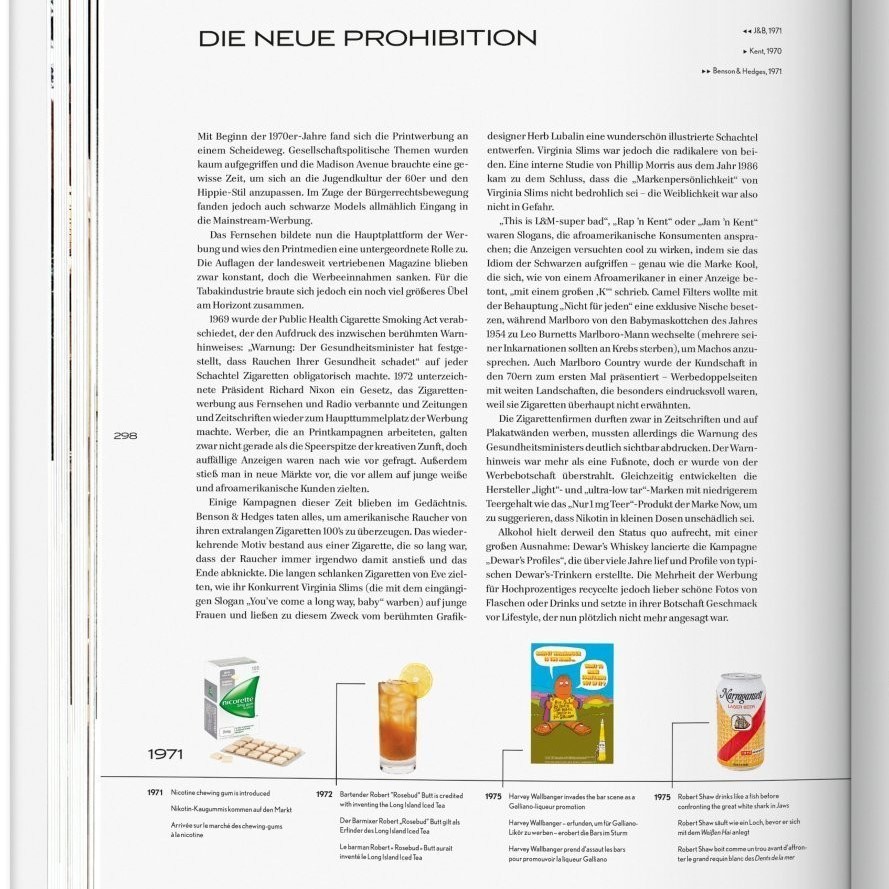 DIE NEUE PROHIBITION
◂◂ J&B, 1971
▸ Kent, 1970
▸▸ Benson & Hedges, 1971
Mit Beginn der 1970er-Jahre fand sich die Printwerbung an
einem Scheideweg. Gesellschaftspolitische Themen wurden
kaum aufgegriffen und die Madison Avenue brauchte eine ge-
wisse Zeit, um sich an die Jugendkultur der 60er und den
Hippie-Stil anzupassen. Im Zuge der Bürgerrechtsbewegung
fanden jedoch auch schwarze Models allmählich Eingang in
die Mainstream-Werbung.
Das Fernsehen bildete nun die Hauptplattform der Wer-
bung und wies den Printmedien eine untergeordnete Rolle zu.
Die Auflagen der landesweit vertriebenen Magazine blieben
zwar konstant, doch die Werbeeinnahmen sanken. Für die
Tabakindustrie braute sich jedoch ein noch viel größeres Übel
am Horizont zusammen.
1969 wurde der Public Health Cigarette Smoking Act verab-
schiedet, der den Aufdruck des inzwischen berühmten Warn-
hinweises: „Warnung: Der Gesundheitsminister hat festge-
stellt, dass Rauchen Ihrer Gesundheit schadet“ auf jeder
Schachtel Zigaretten obligatorisch machte. 1972 unterzeich-
nete Präsident Richard Nixon ein Gesetz, das Zigaretten-
werbung aus Fernsehen und Radio verbannte und Zeitungen
und Zeitschriften wieder zum Haupttummelplatz der Werbung
machte. Werber, die an Printkampagnen arbeiteten, galten
zwar nicht gerade als die Speerspitze der kreativen Zunft, doch
auffällige Anzeigen waren nach wie vor gefragt. Außerdem
stieß man in neue Märkte vor, die vor allem auf junge weiße
und afroamerikanische Kunden zielten.
Einige Kampagnen dieser Zeit blieben im Gedächtnis.
Benson & Hedges taten alles, um amerikanische Raucher von
ihren extralangen Zigaretten 100's zu überzeugen. Das wieder-
kehrende Motiv bestand aus einer Zigarette, die so lang war,
dass der Raucher immer irgendwo damit anstieß und das
Ende abknickte. Die langen schlanken Zigaretten von Eve ziel-
ten, wie ihr Konkurrent Virginia Slims (die mit dem eingängi-
gen Slogan „You've come a long way, baby“ warben) auf junge
Frauen und ließen zu diesem Zweck vom berühmten Grafik-
designer Herb Lubalin eine wunderschön illustrierte Schachtel
entwerfen. Virginia Slims war jedoch die radikalere von bei-
den. Eine interne Studie von Phillip Morris aus dem Jahr 1986
kam zu dem Schluss, dass die „Markenpersönlichkeit“ von
Virginia Slims nicht bedrohlich sei – die Weiblichkeit war also
nicht in Gefahr.
„This is L&M-super bad“, „Rap 'n Kent“ oder „Jam 'n Kent“
waren Slogans, die afroamerikanische Konsumenten anspra-
chen; die Anzeigen versuchten cool zu wirken, indem sie das
Idiom der Schwarzen aufgriffen – genau wie die Marke Kool,
die sich, wie von einem Afroamerikaner in einer Anzeige be-
tont, „mit einem großen ‚K‘“ schrieb. Camel Filters wollte mit
der Behauptung „Nicht für jeden“ eine exklusive Nische beset-
zen, während Marlboro von den Babymaskottchen des Jahres
1954 zu Leo Burnetts Marlboro-Mann wechselte (mehrere sei-
ner Inkarnationen sollten an Krebs sterben), um Machos anzu-
sprechen. Auch Marlboro Country wurde der Kundschaft in
den 70ern zum ersten Mal präsentiert – Werbedoppelseiten
mit weiten Landschaften, die besonders eindrucksvoll waren,
weil sie Zigaretten überhaupt nicht erwähnten.
Die Zigarettenfirmen durften zwar in Zeitschriften und auf
Plakatwänden werben, mussten allerdings die Warnung des
Gesundheitsministers deutlich sichtbar abdrucken. Der Warn-
hinweis war mehr als eine Fußnote, doch er wurde von der
Werbebotschaft überstrahlt. Gleichzeitig entwickelten die
Hersteller „light“- und „ultra-low tar“-Marken mit niedrigerem
Teergehalt wie das „Nur 1 mg Teer“-Produkt der Marke Now, um
zu suggerieren, dass Nikotin in kleinen Dosen unschädlich sei.
Alkohol hielt derweil den Status quo aufrecht, mit einer
großen Ausnahme: Dewar's Whiskey lancierte die Kampagne
„Dewar's Profiles“, die über viele Jahre lief und Profile von typi-
schen Dewar's-Trinkern erstellte. Die Mehrheit der Werbung
für Hochprozentiges recycelte jedoch lieber schöne Fotos von
Flaschen oder Drinks und setzte in ihrer Botschaft Geschmack
vor Lifestyle, der nun plötzlich nicht mehr angesagt war.
298
nicorette
Narragansett
LAGER BEER
1971
1971 Nicotine chewing gum is introduced
Nikotin-Kaugummis kommen auf den Markt
Arrivée sur le marché des chewing-gums
à la nicotine
1972 Bartender Robert "Rosebud" Butt is credited
with inventing the Long Island Iced Tea
Der Barmixer Robert „Rosebud“ Butt gilt als
Erfinder des Long Island Iced Tea
Le barman Robert « Rosebud » Butt aurait
inventé le Long Island Iced Tea
1975 Harvey Wallbanger invades the bar scene as a
Galliano-liqueur promotion
Harvey Wallbanger – erfunden, um für Galliano-
Likör zu werben – erobert die Bars im Sturm
Harvey Wallbanger prend d'assaut les bars
pour promouvoir la liqueur Galliano
1975 Robert Shaw drinks like a fish before
confronting the great white shark in Jaws
Robert Shaw säuft wie ein Loch, bevor er sich
mit dem Weißen Hai anlegt
Robert Shaw boit comme un trou avant d'affron-
ter le grand requin blanc des Dents de la mer